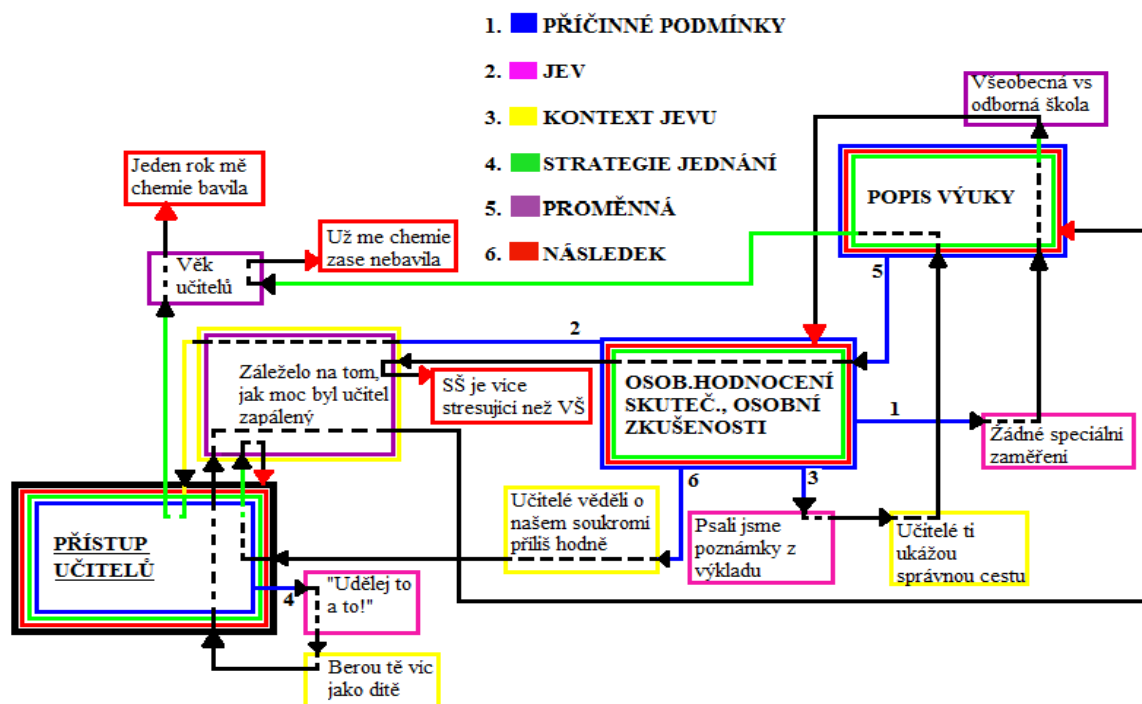 1. PŘÍČINNÉ PODMÍNKY
2. JEV
3. KONTEXT JEVU
4. STRATEGIE JEDNÁNÍ
5. PROMĚNNÁ
6. NÁSLEDEK
Všeobecná vs
odborná škola
Jeden rok mě
chemie bavila
Už me chemie
zase nebavila
Věk
učitelů
POPIS VÝUKY
5
2
Záleželo na tom,
jak moc byl učitel
zapálený
SŠ je vice
stresujíci než VŠ
OSOB.HODNOCENÍ
SKUTEČ., OSOBNÍ
ZKUŠENOSTI
1
Žádné speciální
zaměření
6
3
Učitelé věděli o
našem soukromi
příliš hodně
Psali jsme
poznámky z
výkladu
Učitelé ti
ukážou
správnou cestu
PŘÍSTUP
UČITELŮ
4
"Udělej to
a to!"
Berou tě vic
jako dítě